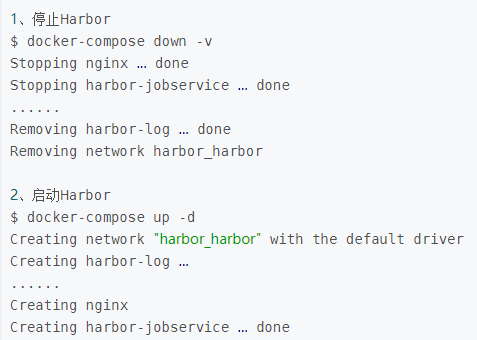 1、停止Harbor
$ docker-compose down -v
Stopping nginx … done
Stopping harbor-jobservice … done
......
Removing harbor-log … done
Removing network harbor_harbor
2、启动Harbor
$ docker-compose up -d
Creating network "harbor_harbor" with the default driver
Creating harbor-log …
......
Creating nginx
Creating harbor-jobservice … done